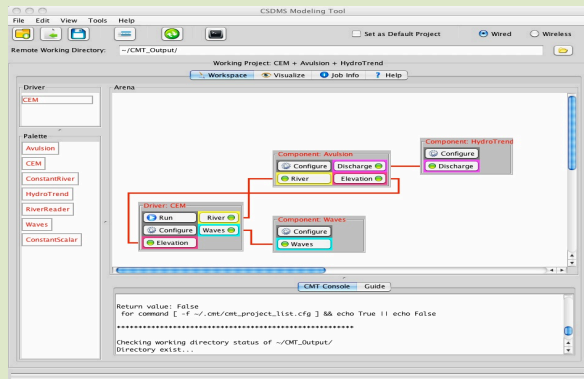 CSDMS Modeling Tool
File Edit View Tools Help
Set as Default Project Wired Wireless
Remote Working Directory: ~/CMT_Output/
Working Project: CEM + Avulsion + HydroTrend
Workspace Visualize Job Info ? Help
Driver
CEM
Palette
Avulsion
CEM
ConstantRiver
HydroTrend
RiverReader
Waves
ConstantScalar
Arena
Component: HydroTrend
Configure
Discharge
Component: Avulsion
Configure Discharge
River Elevation
Driver: CEM
Run River
Configure Waves
Elevation
Component: Waves
Configure
Waves
CMT Console Guide
Return value: False
for command [ -f ~/.cmt/cmt_project_list.cfg ] && echo True || echo False
******************************************************
Checking working directory status of ~/CMT_Output/
Directory exist...